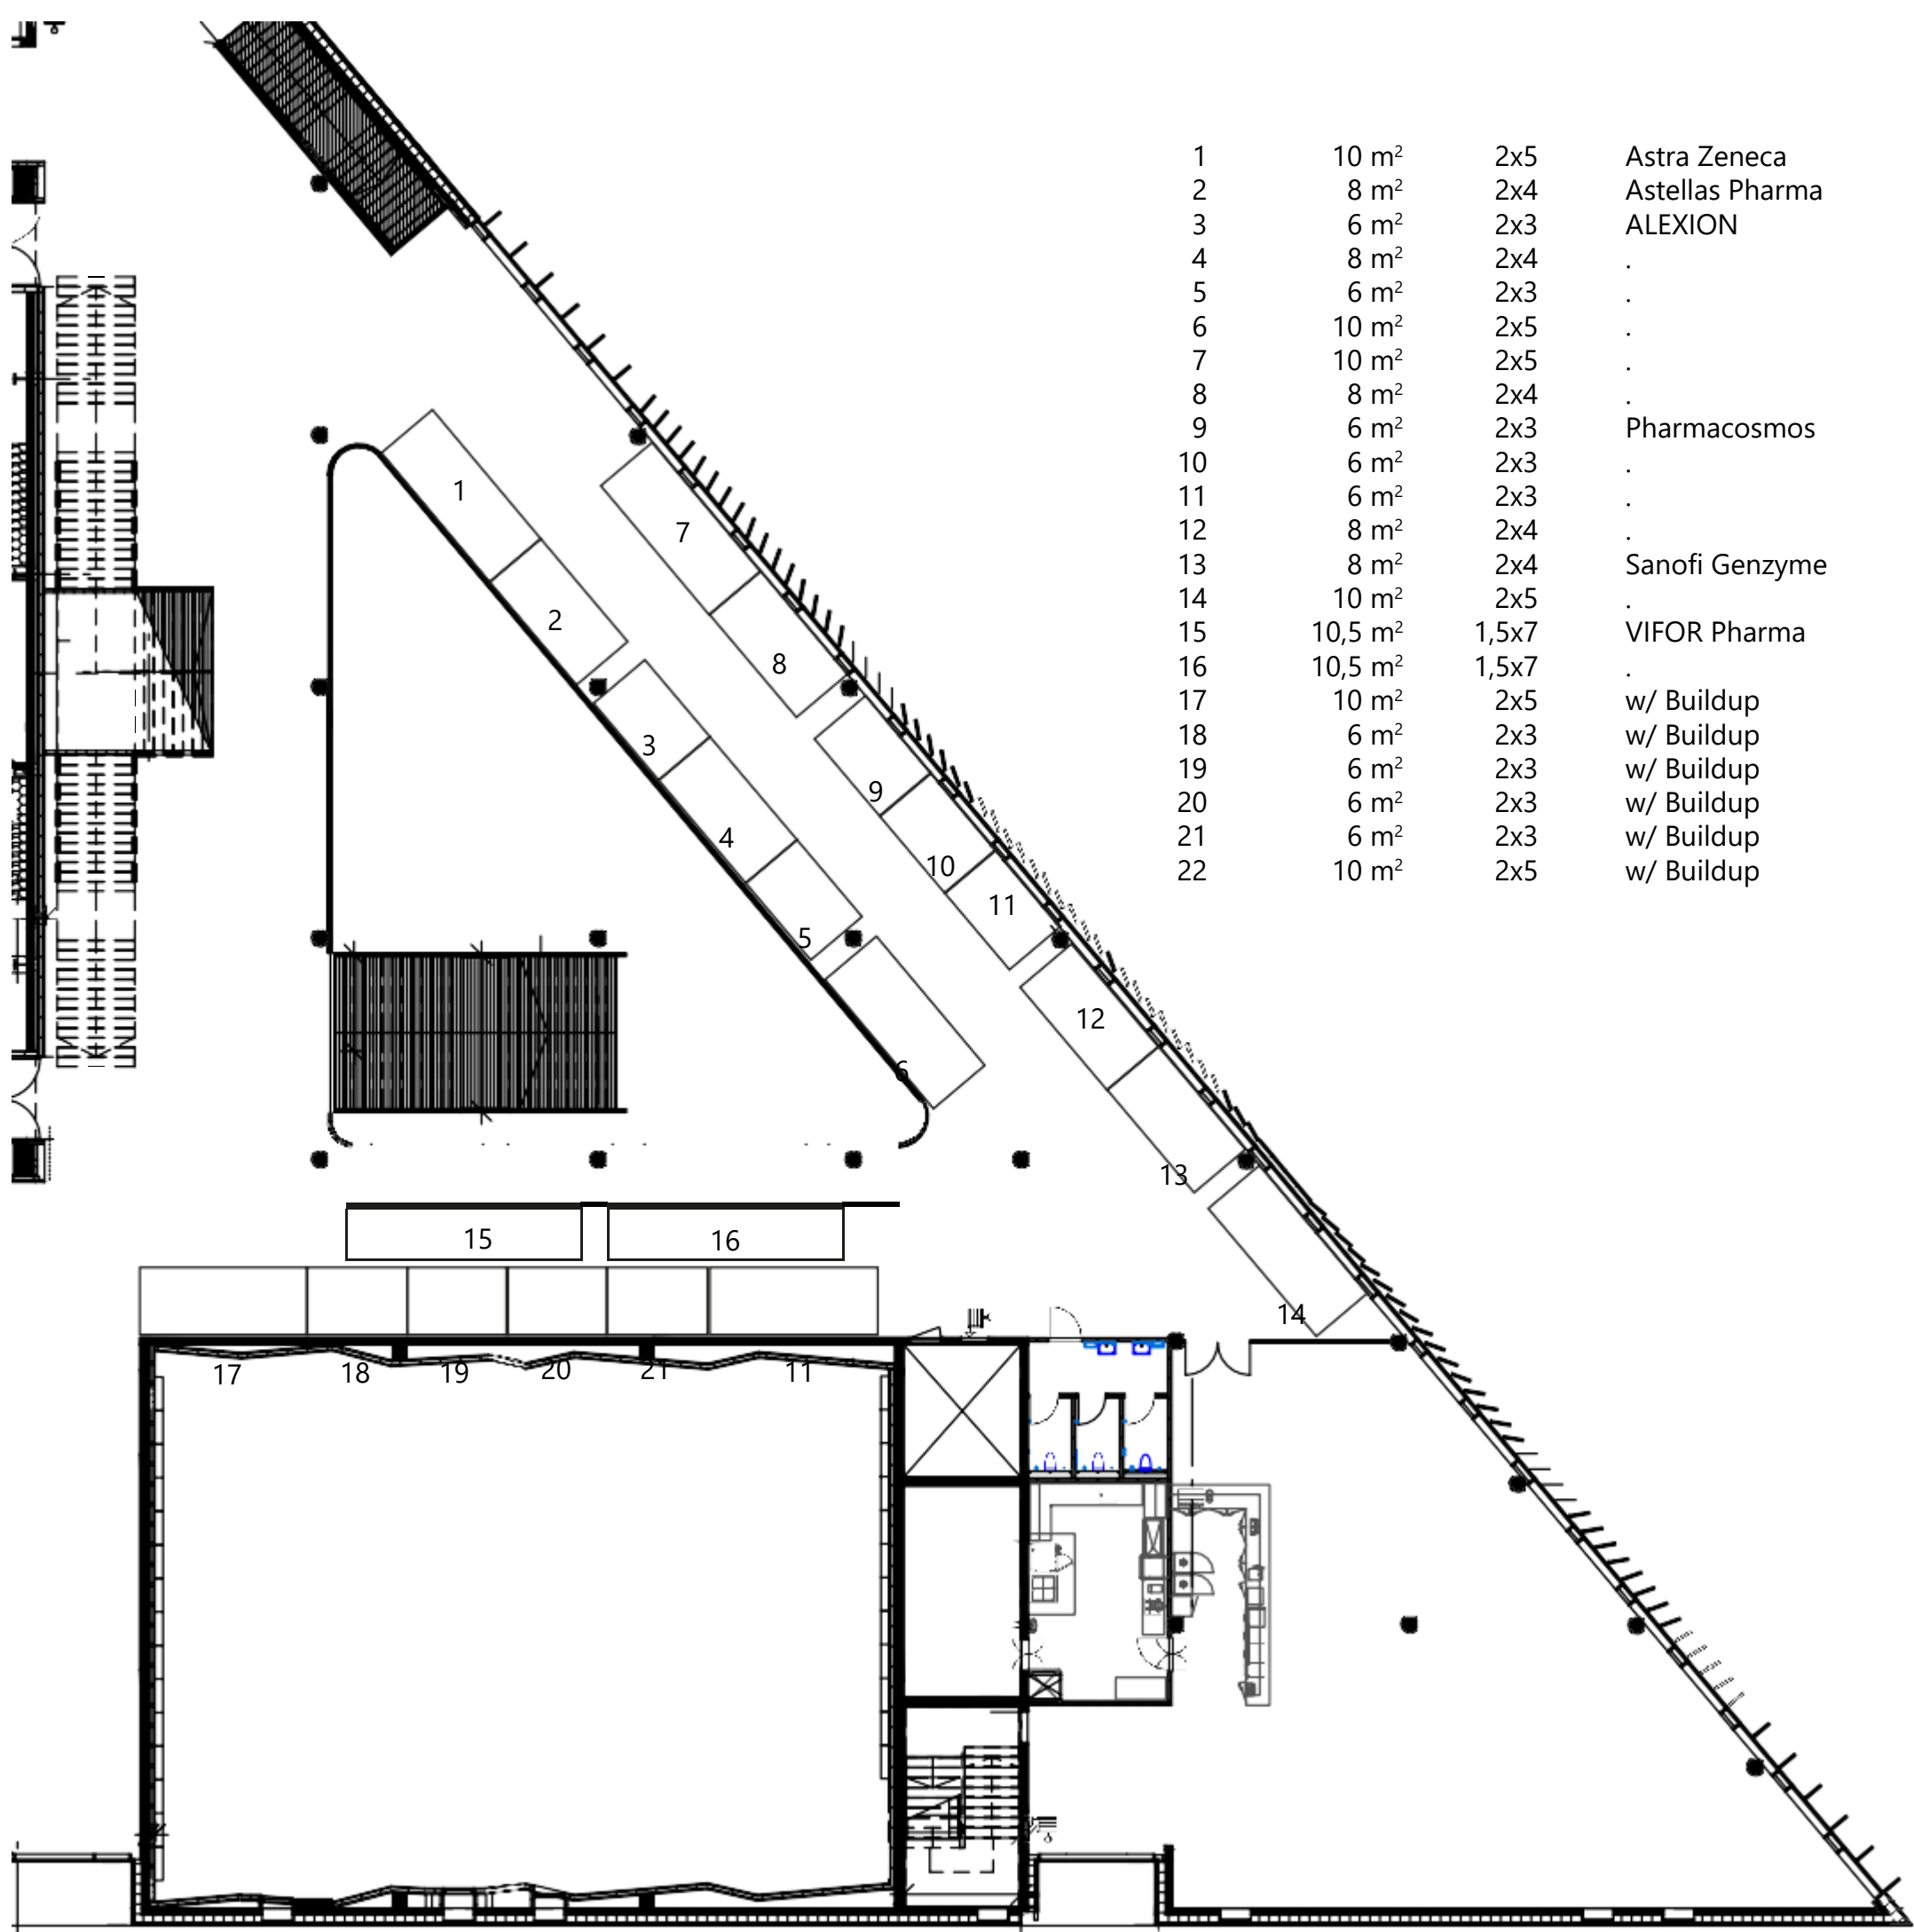 1 10 m² 2x5 Astra Zeneca
2 8 m² 2x4 Astellas Pharma
3 6 m² 2x3 ALEXION
4 8 m² 2x4 .
5 6 m² 2x3 .
6 10 m² 2x5 .
7 10 m² 2x5 .
8 8 m² 2x4 .
9 6 m² 2x3 Pharmacosmos
10 6 m² 2x3 .
11 6 m² 2x3 .
12 8 m² 2x4 .
13 8 m² 2x4 Sanofi Genzyme
14 10 m² 2x5 .
15 10,5 m² 1,5x7 VIFOR Pharma
16 10,5 m² 1,5x7 .
17 10 m² 2x5 w/ Buildup
18 6 m² 2x3 w/ Buildup
19 6 m² 2x3 w/ Buildup
20 6 m² 2x3 w/ Buildup
21 6 m² 2x3 w/ Buildup
22 10 m² 2x5 w/ Buildup
1
7
2
8
3
9
4
10
11
5
12
6
13
15
16
14
17
18
19
20
21
11